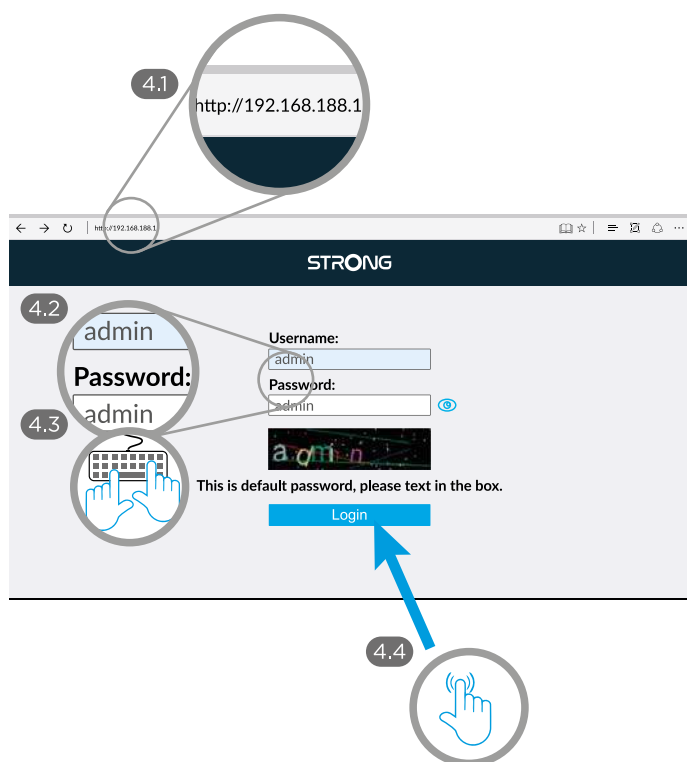 4.1
http://192.168.188.1
http://192.168.188.1
STRONG
4.2
admin
Password:
admin
4.3
Username:
admin
Password:
admin
admin
This is default password, please text in the box.
Login
4.4